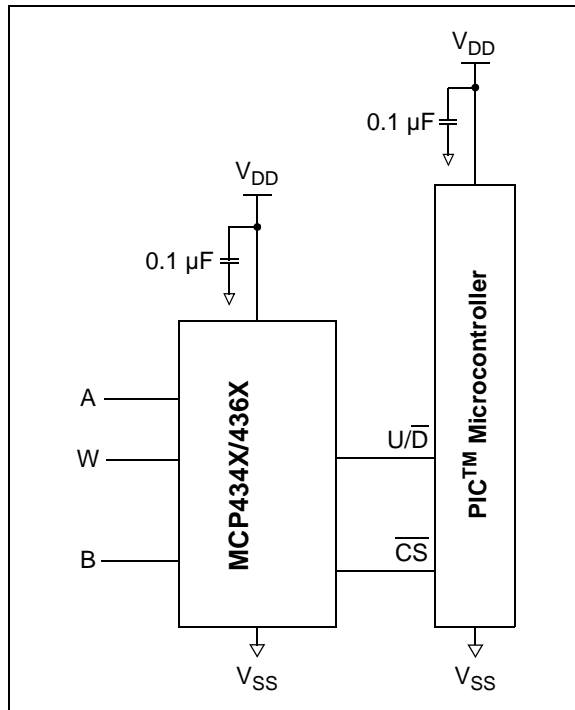 V_DD
0.1 µF
V_DD
0.1 µF
A
W
B
MCP434X/436X
U/D̅
C̅S̅
PIC™ Microcontroller
V_SS
V_SS